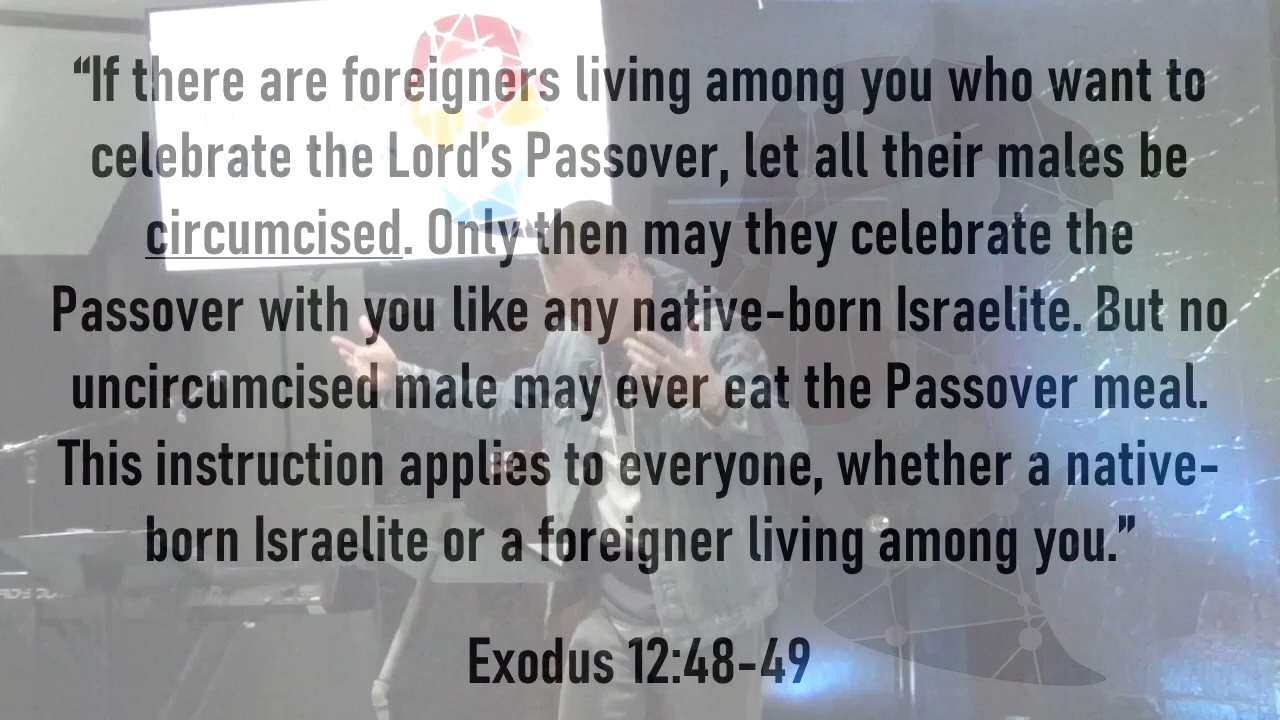 “If there are foreigners living among you who want to
celebrate the Lord’s Passover, let all their males be
circumcised. Only then may they celebrate the
Passover with you like any native-born Israelite. But no
uncircumcised male may ever eat the Passover meal.
This instruction applies to everyone, whether a native-
born Israelite or a foreigner living among you.”
Exodus 12:48-49